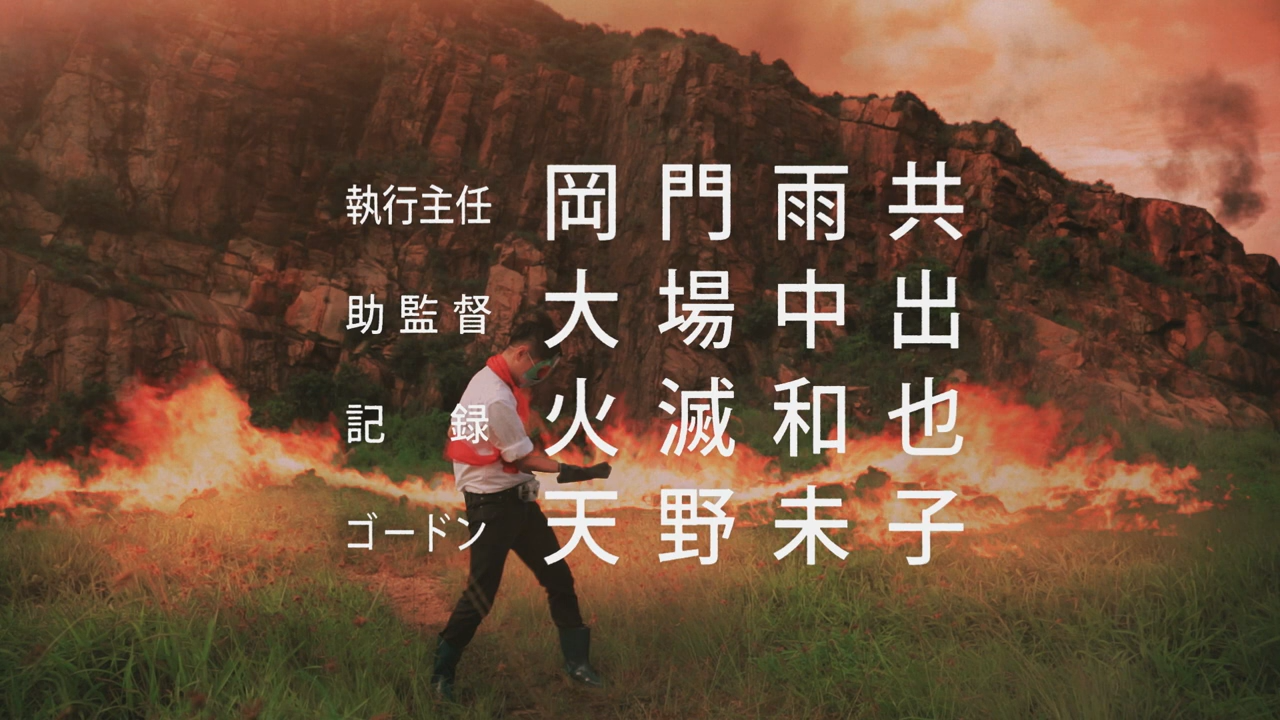 執行主任 岡門雨共
助監督 大場中出
記録 火滅和也
ゴードン 天野未子